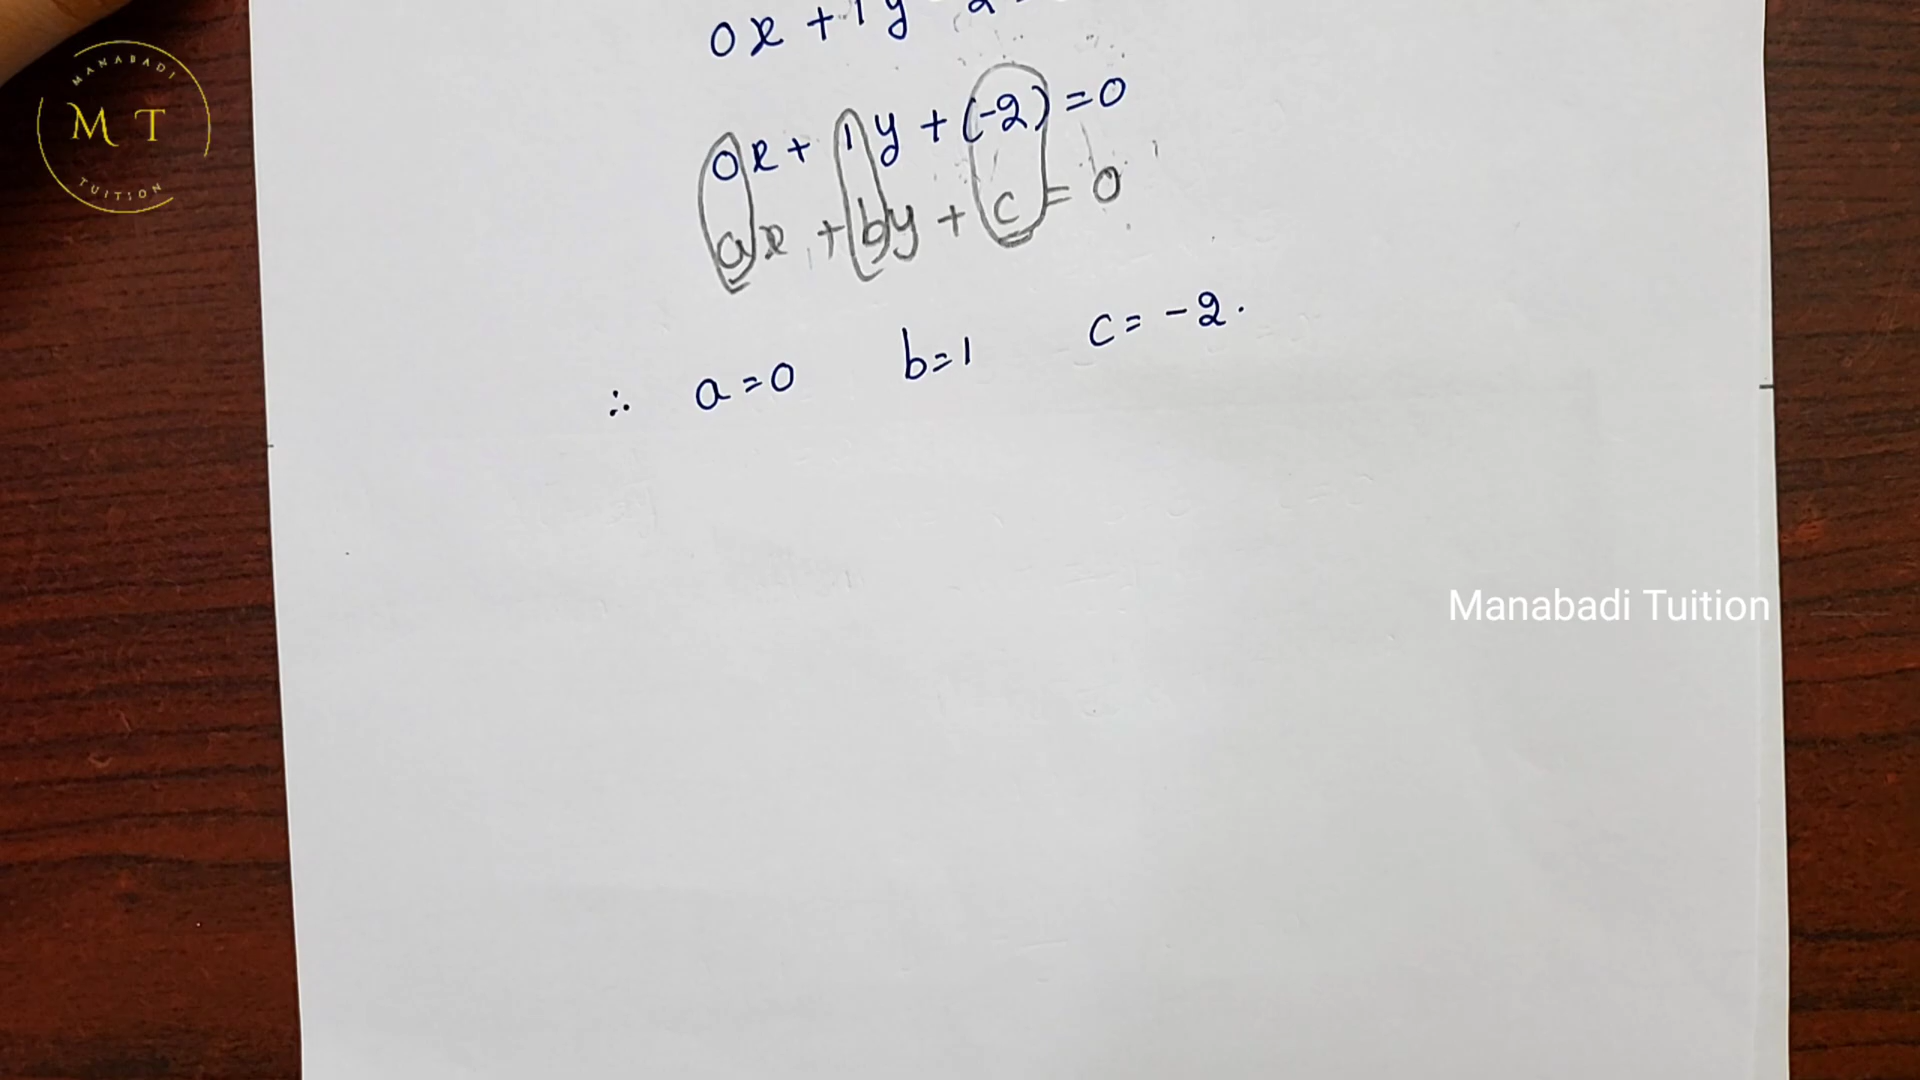 MANABADI
M T
TUITION
0x + 1y
0x + 1y + (-2) = 0
ax + by + c = 0
∴ a = 0 b = 1 c = -2.
Manabadi Tuition